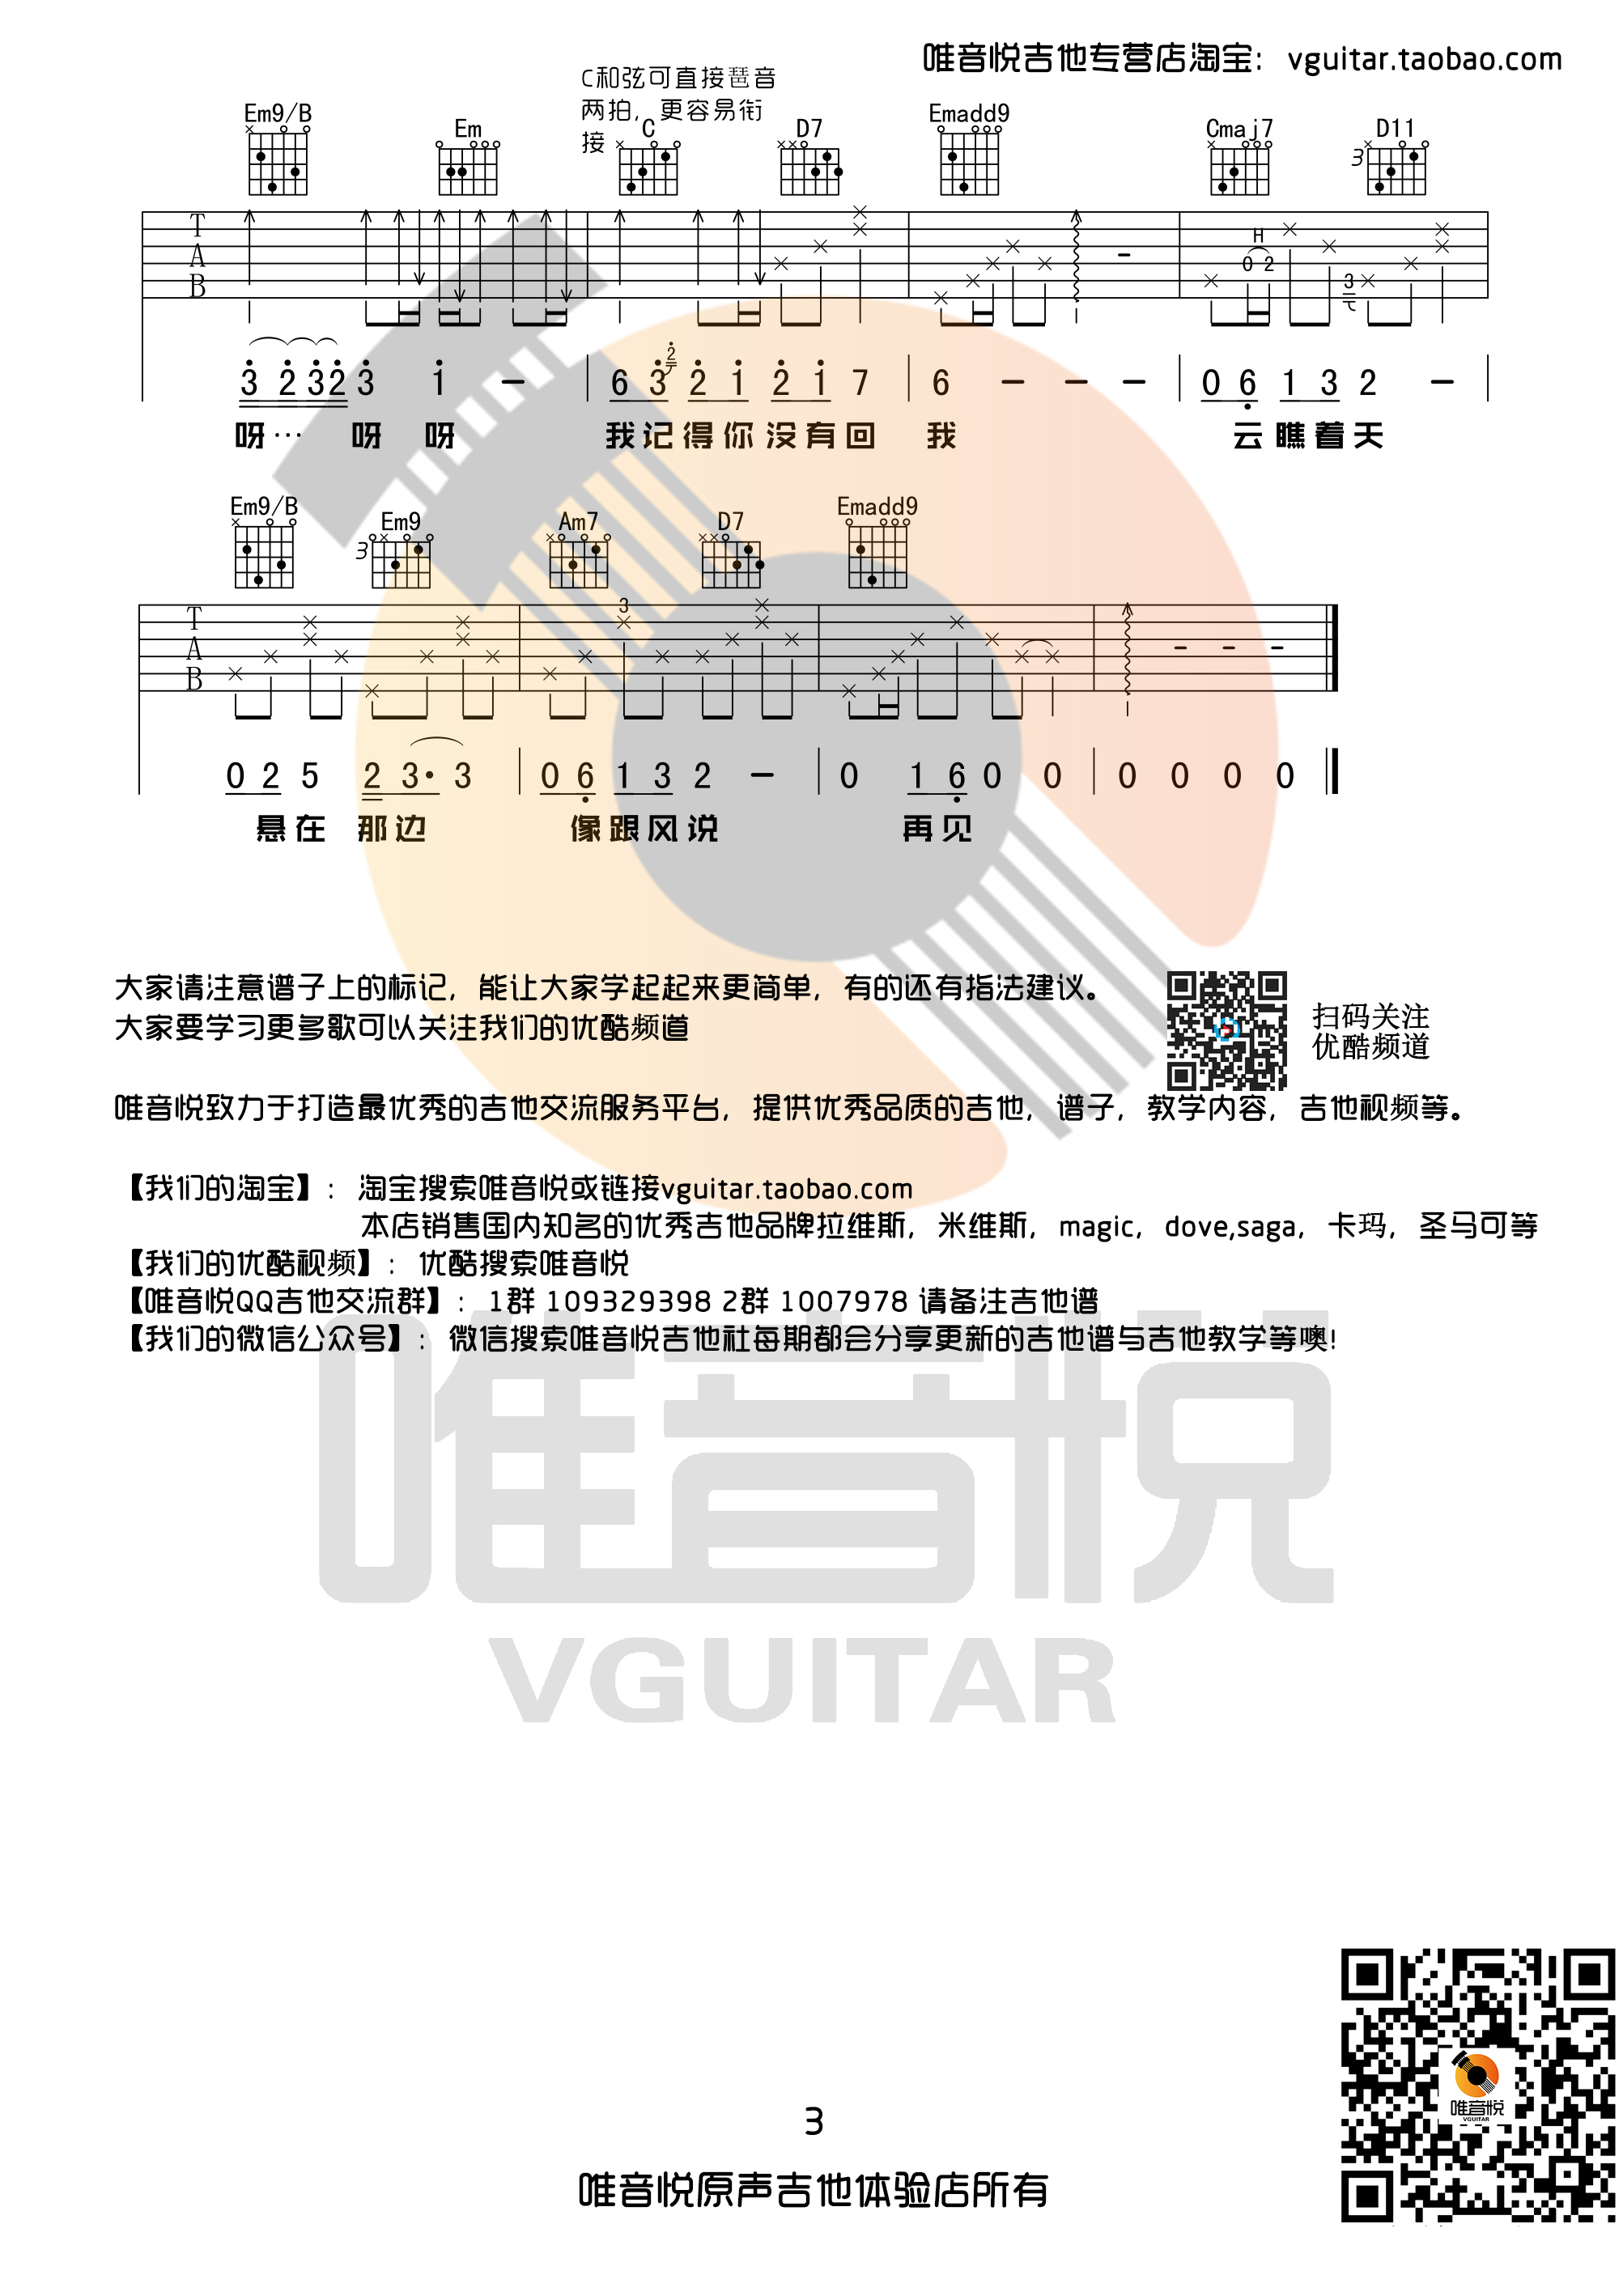 唯音悦吉他专营店淘宝：vguitar.taobao.com
C和弦可直接琶音
两拍，更容易衔
接
Em9/B Em C D7 Emadd9 Cmaj7 D11
3
T
A
B
H
0 2
3
3 2 3 2 3 1 - 6 3 2 2 1 2 1 7 6 - - - 0 6 1 3 2 -
呀… 呀 呀 我记得你没有回 我 云瞧着天
Em9/B Em9 Am7 D7 Emadd9
3
T
A
B
3
0 2 5 2 3· 3 0 6 1 3 2 - 0 1 6 0 0 0 0 0 0
悬在 那边 像跟风说 再见
大家请注意谱子上的标记，能让大家学起起来更简单，有的还有指法建议。
大家要学习更多歌可以关注我们的优酷频道
扫码关注
优酷频道
唯音悦致力于打造最优秀的吉他交流服务平台，提供优秀品质的吉他，谱子，教学内容，吉他视频等。
【我们的淘宝】：淘宝搜索唯音悦或链接vguitar.taobao.com
本店销售国内知名的优秀吉他品牌拉维斯，米维斯，magic，dove,saga，卡玛，圣马可等
【我们的优酷视频】：优酷搜索唯音悦
【唯音悦QQ吉他交流群】：1群 109329398 2群 1007978 请备注吉他谱
【我们的微信公众号】：微信搜索唯音悦吉他社每期都会分享更新的吉他谱与吉他教学等噢!
唯音悦
VGUITAR
唯音悦
VGUITAR
3
唯音悦原声吉他体验店所有